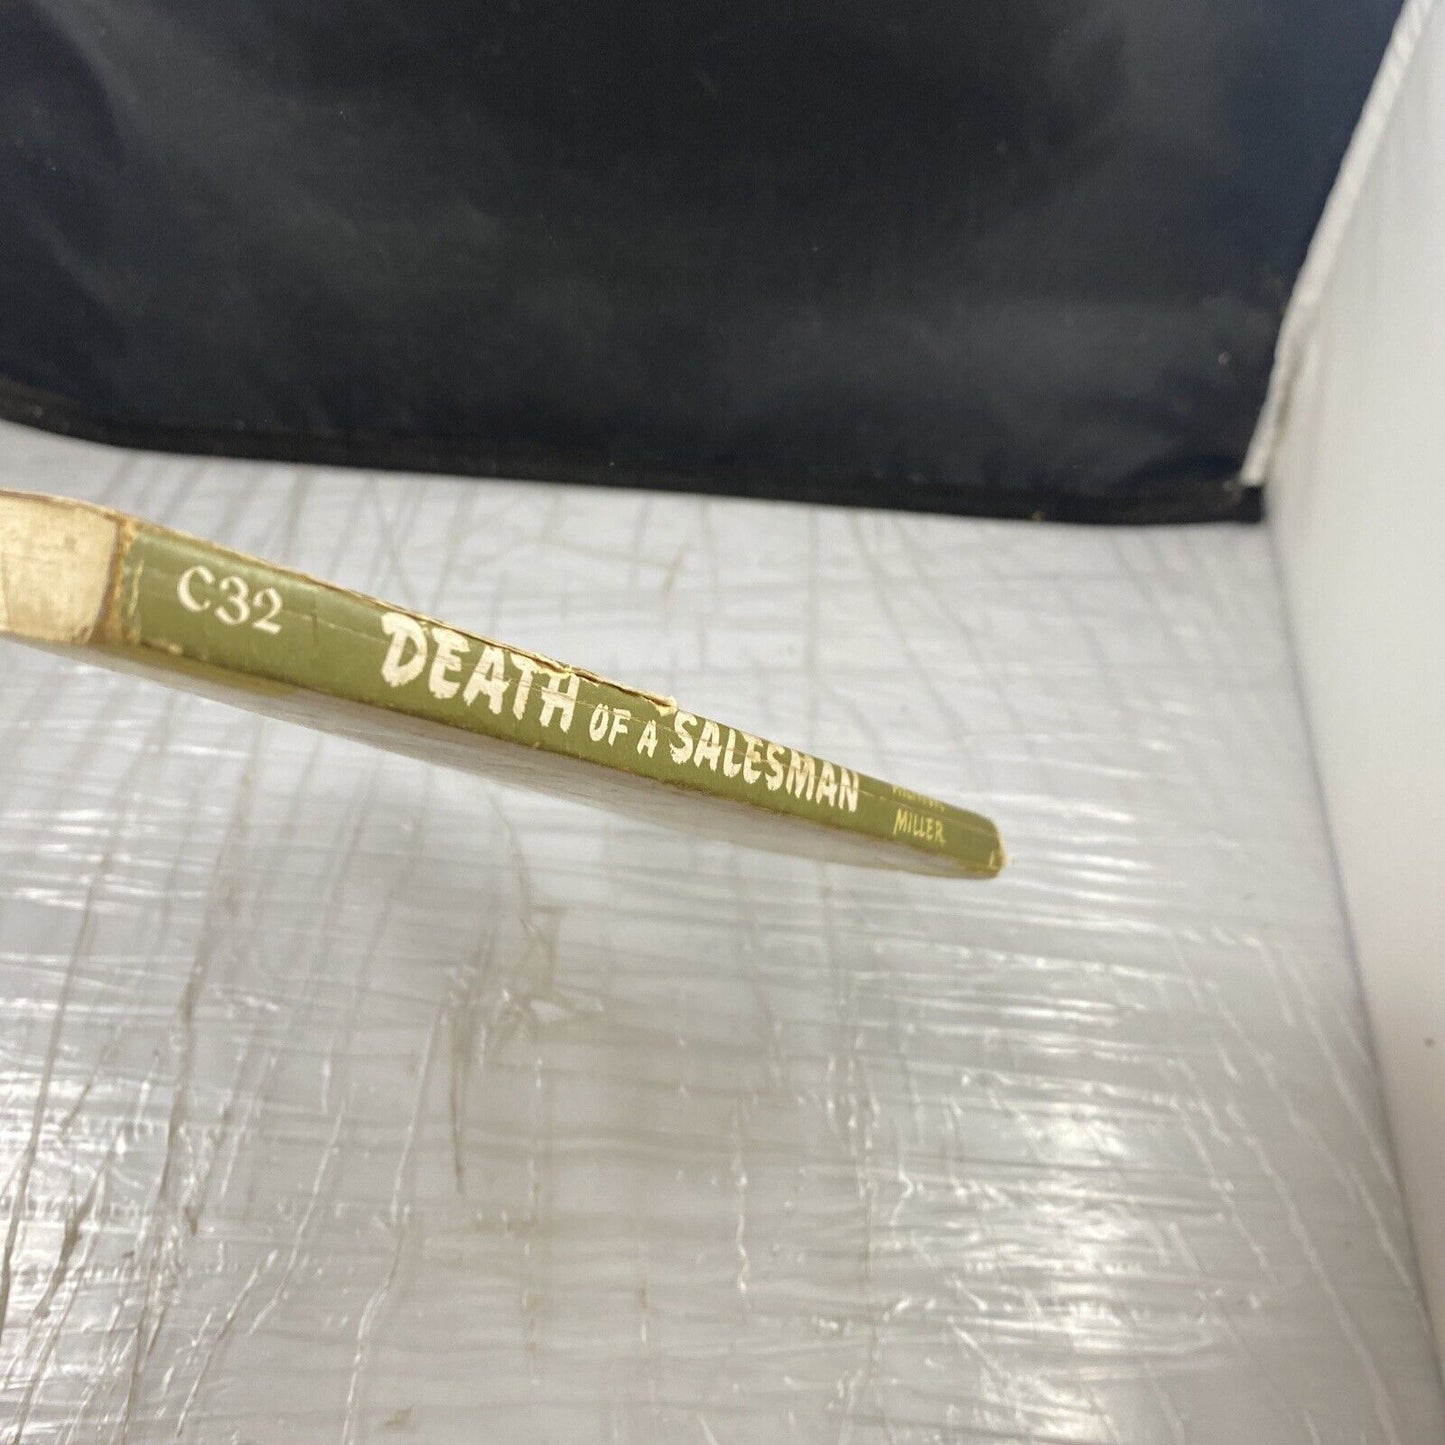 C32
DEATH OF A SALESMAN
MILLER